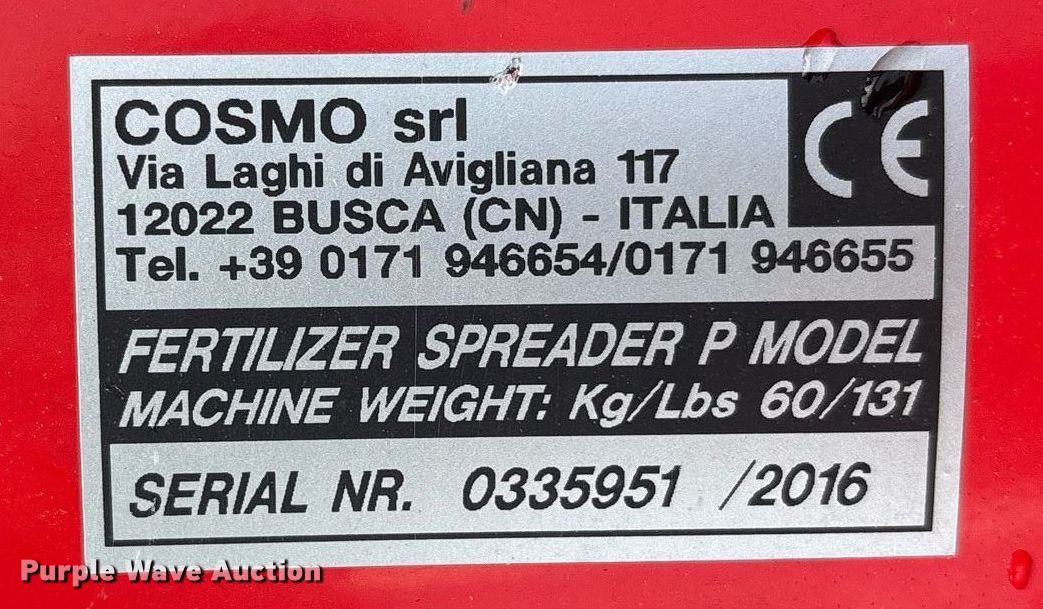 COSMO srl
Via Laghi di Avigliana 117
12022 BUSCA (CN) - ITALIA
Tel. +39 0171 946654/0171 946655
CE
FERTILIZER SPREADER P MODEL
MACHINE WEIGHT: Kg/Lbs 60/131
SERIAL NR. 0335951 /2016
Purple Wave Auction